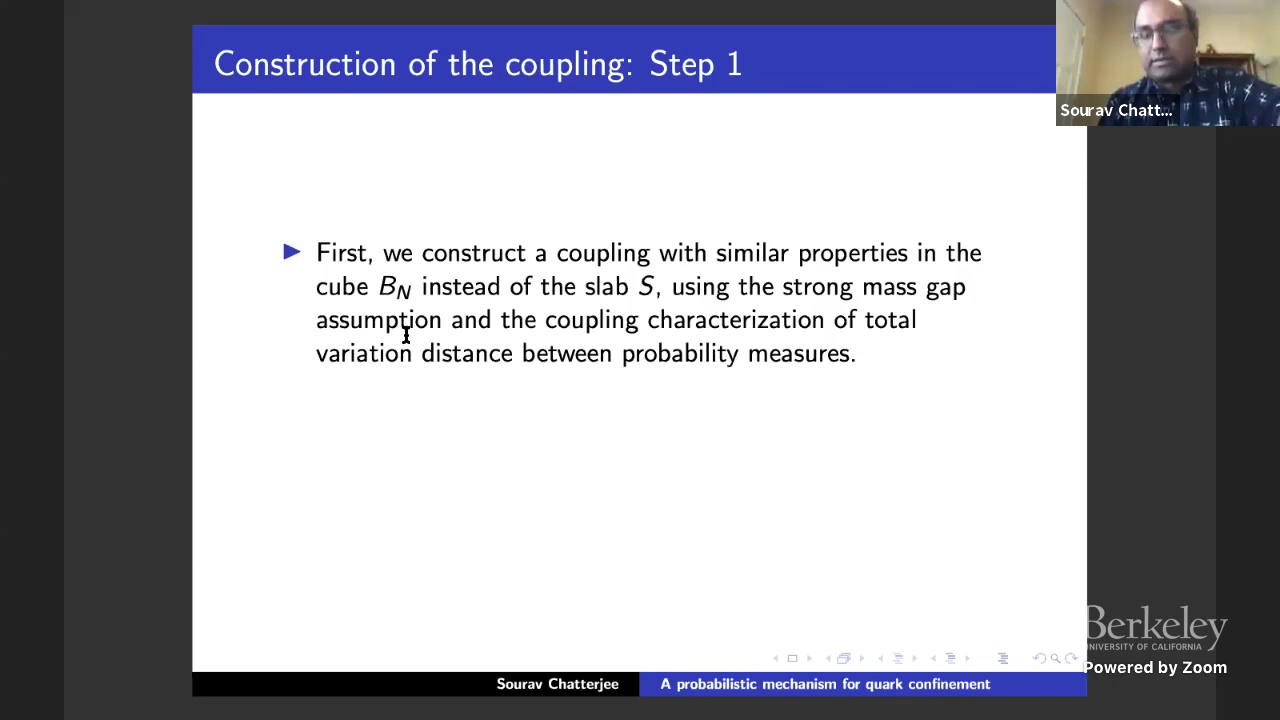 Construction of the coupling: Step 1
Sourav Chatt...
First, we construct a coupling with similar properties in the
cube B_N instead of the slab S, using the strong mass gap
assumption and the coupling characterization of total
variation distance between probability measures.
Berkeley
UNIVERSITY OF CALIFORNIA
Powered by Zoom
Sourav Chatterjee
A probabilistic mechanism for quark confinement